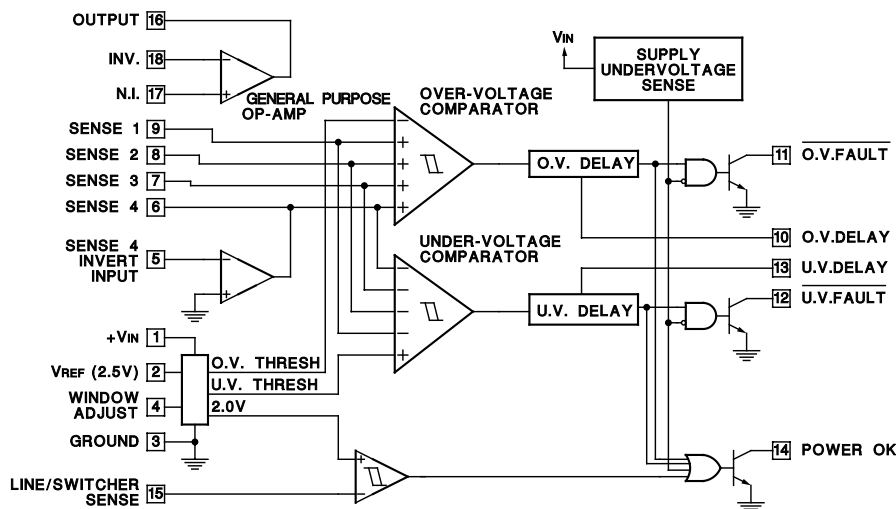 OUTPUT 16
INV. 18
N.I. 17
GENERAL PURPOSE
OP-AMP
SENSE 1 9
SENSE 2 8
SENSE 3 7
SENSE 4 6
SENSE 4
INVERT
INPUT
5
+VIN 1
VREF (2.5V) 2
WINDOW
ADJUST
4
GROUND 3
LINE/SWITCHER
SENSE
15
O.V. THRESH
U.V. THRESH
2.0V
OVER-VOLTAGE
COMPARATOR
UNDER-VOLTAGE
COMPARATOR
VIN
SUPPLY
UNDERVOLTAGE
SENSE
O.V. DELAY
U.V. DELAY
11 O.V.FAULT
10 O.V.DELAY
13 U.V.DELAY
12 U.V.FAULT
14 POWER OK